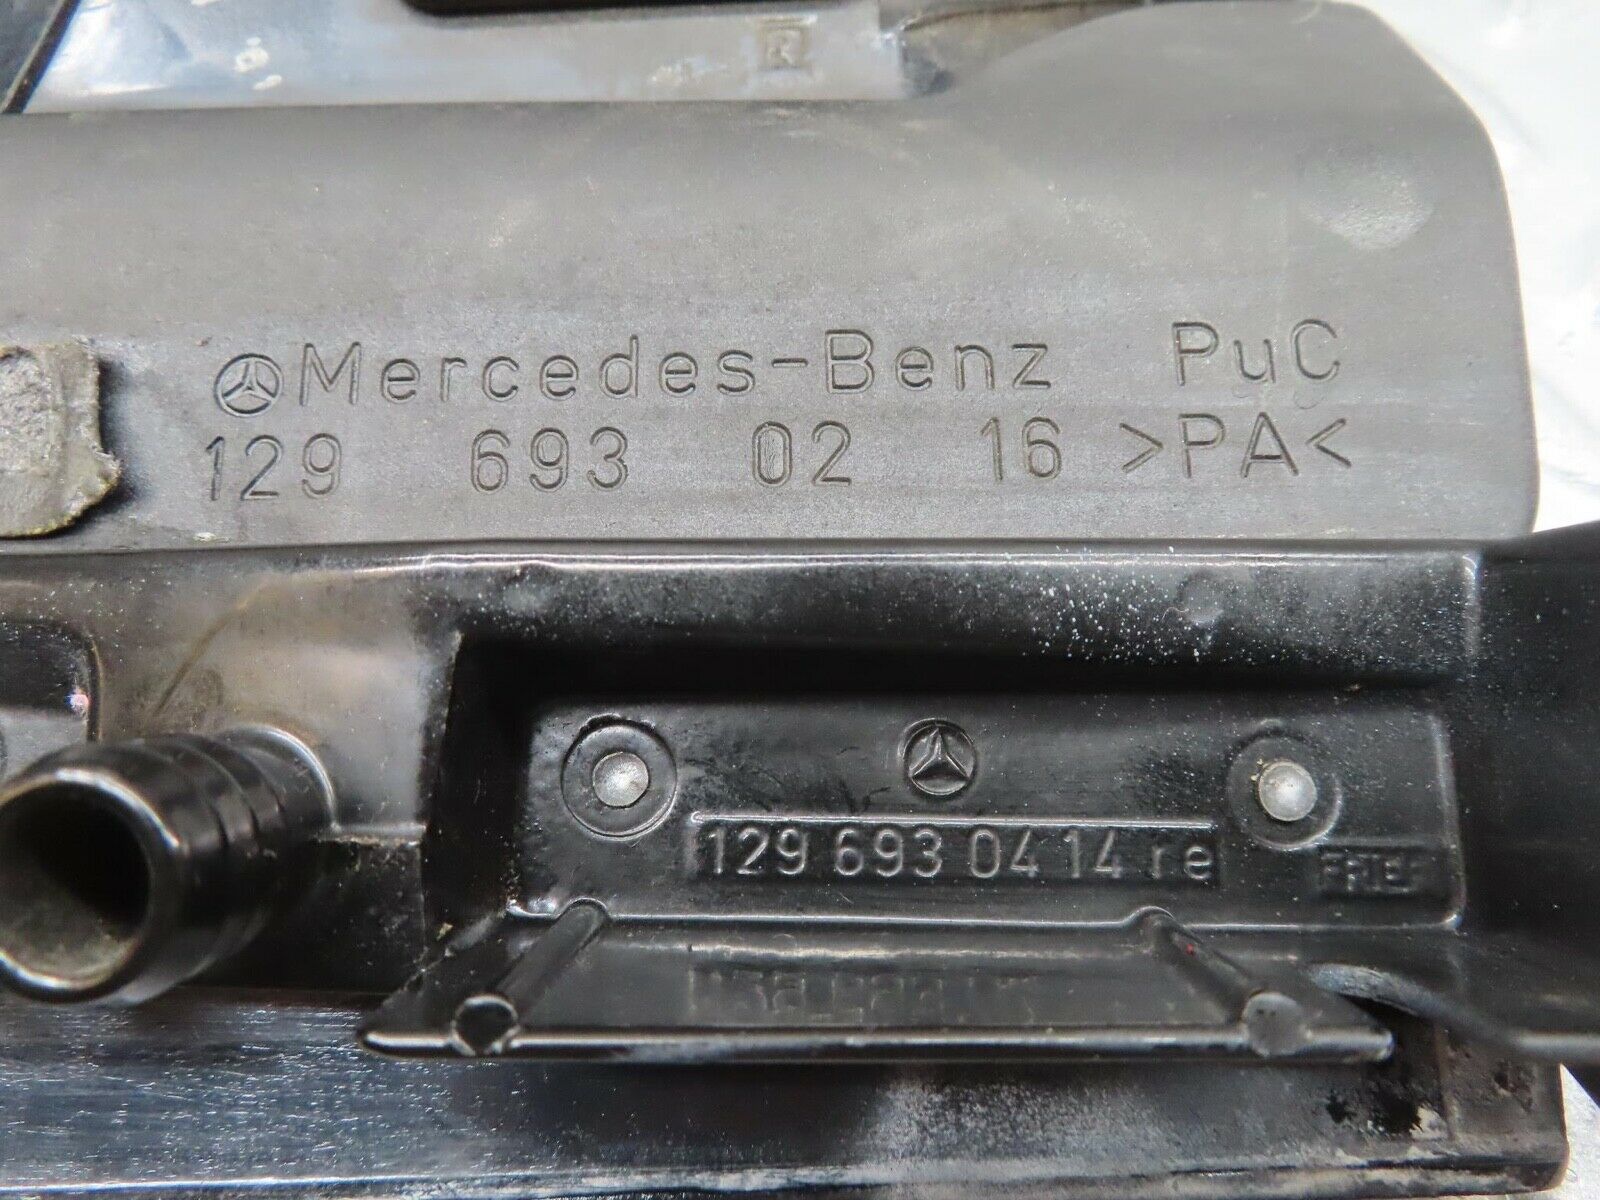 R
Mercedes-Benz PuC
129 693 02 16 >PA<
129 693 04 14 re